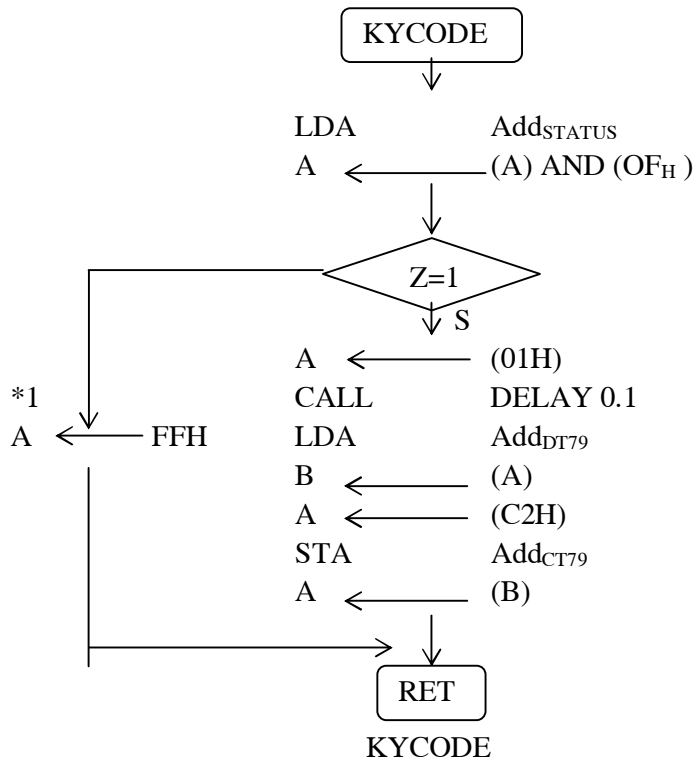 KYCODE
LDA Add_STATUS
A (A) AND (OF_H )
Z=1
S
A (01H)
*1 CALL DELAY 0.1
A FFH LDA Add_DT79
B (A)
A (C2H)
STA Add_CT79
A (B)
RET
KYCODE